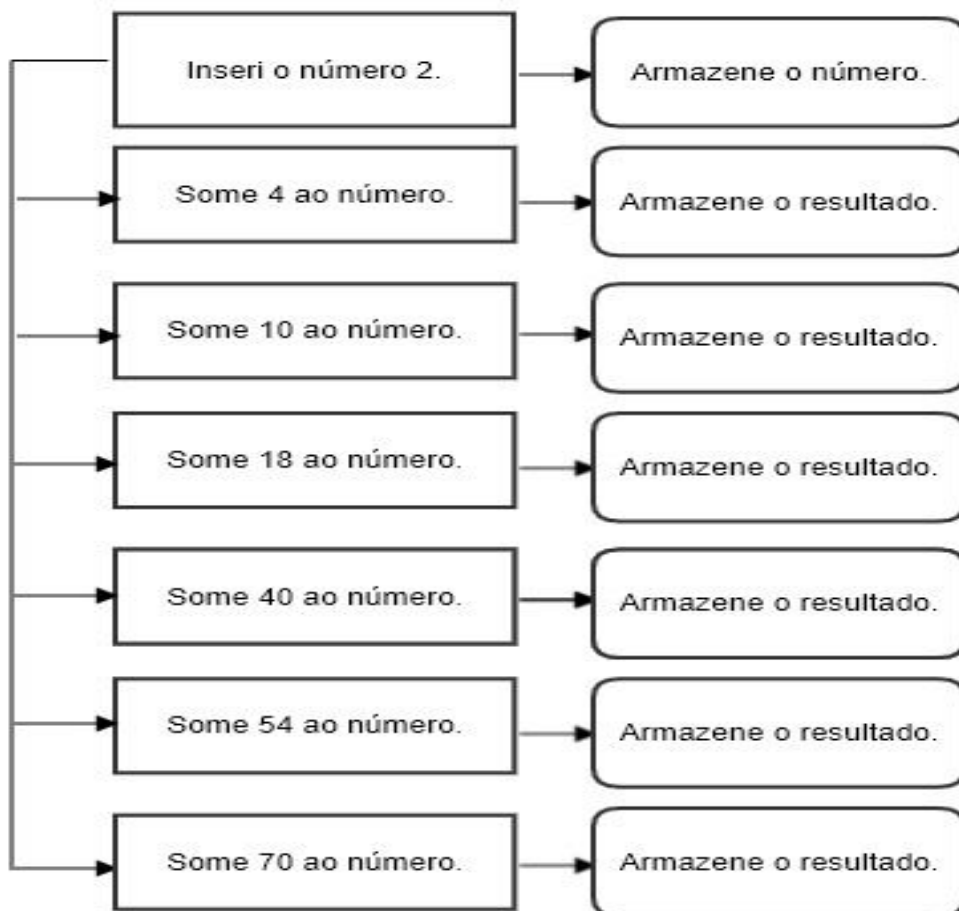 Inseri o número 2.
Armazene o número.
Some 4 ao número.
Armazene o resultado.
Some 10 ao número.
Armazene o resultado.
Some 18 ao número.
Armazene o resultado.
Some 40 ao número.
Armazene o resultado.
Some 54 ao número.
Armazene o resultado.
Some 70 ao número.
Armazene o resultado.